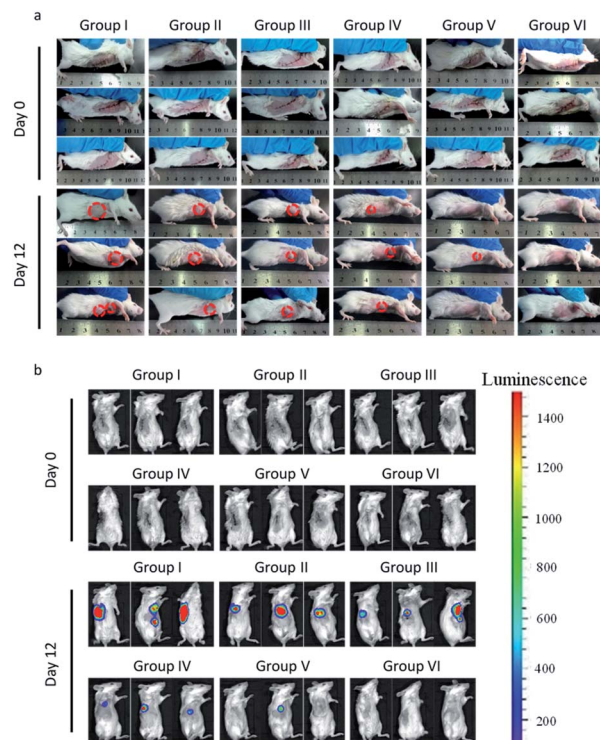 a
Group I Group II Group III Group IV Group V Group VI
Day 0
Day 12
b
Group I Group II Group III
Day 0
Group IV Group V Group VI
Group I Group II Group III
Day 12
Group IV Group V Group VI
Luminescence
1400
1200
1000
800
600
400
200